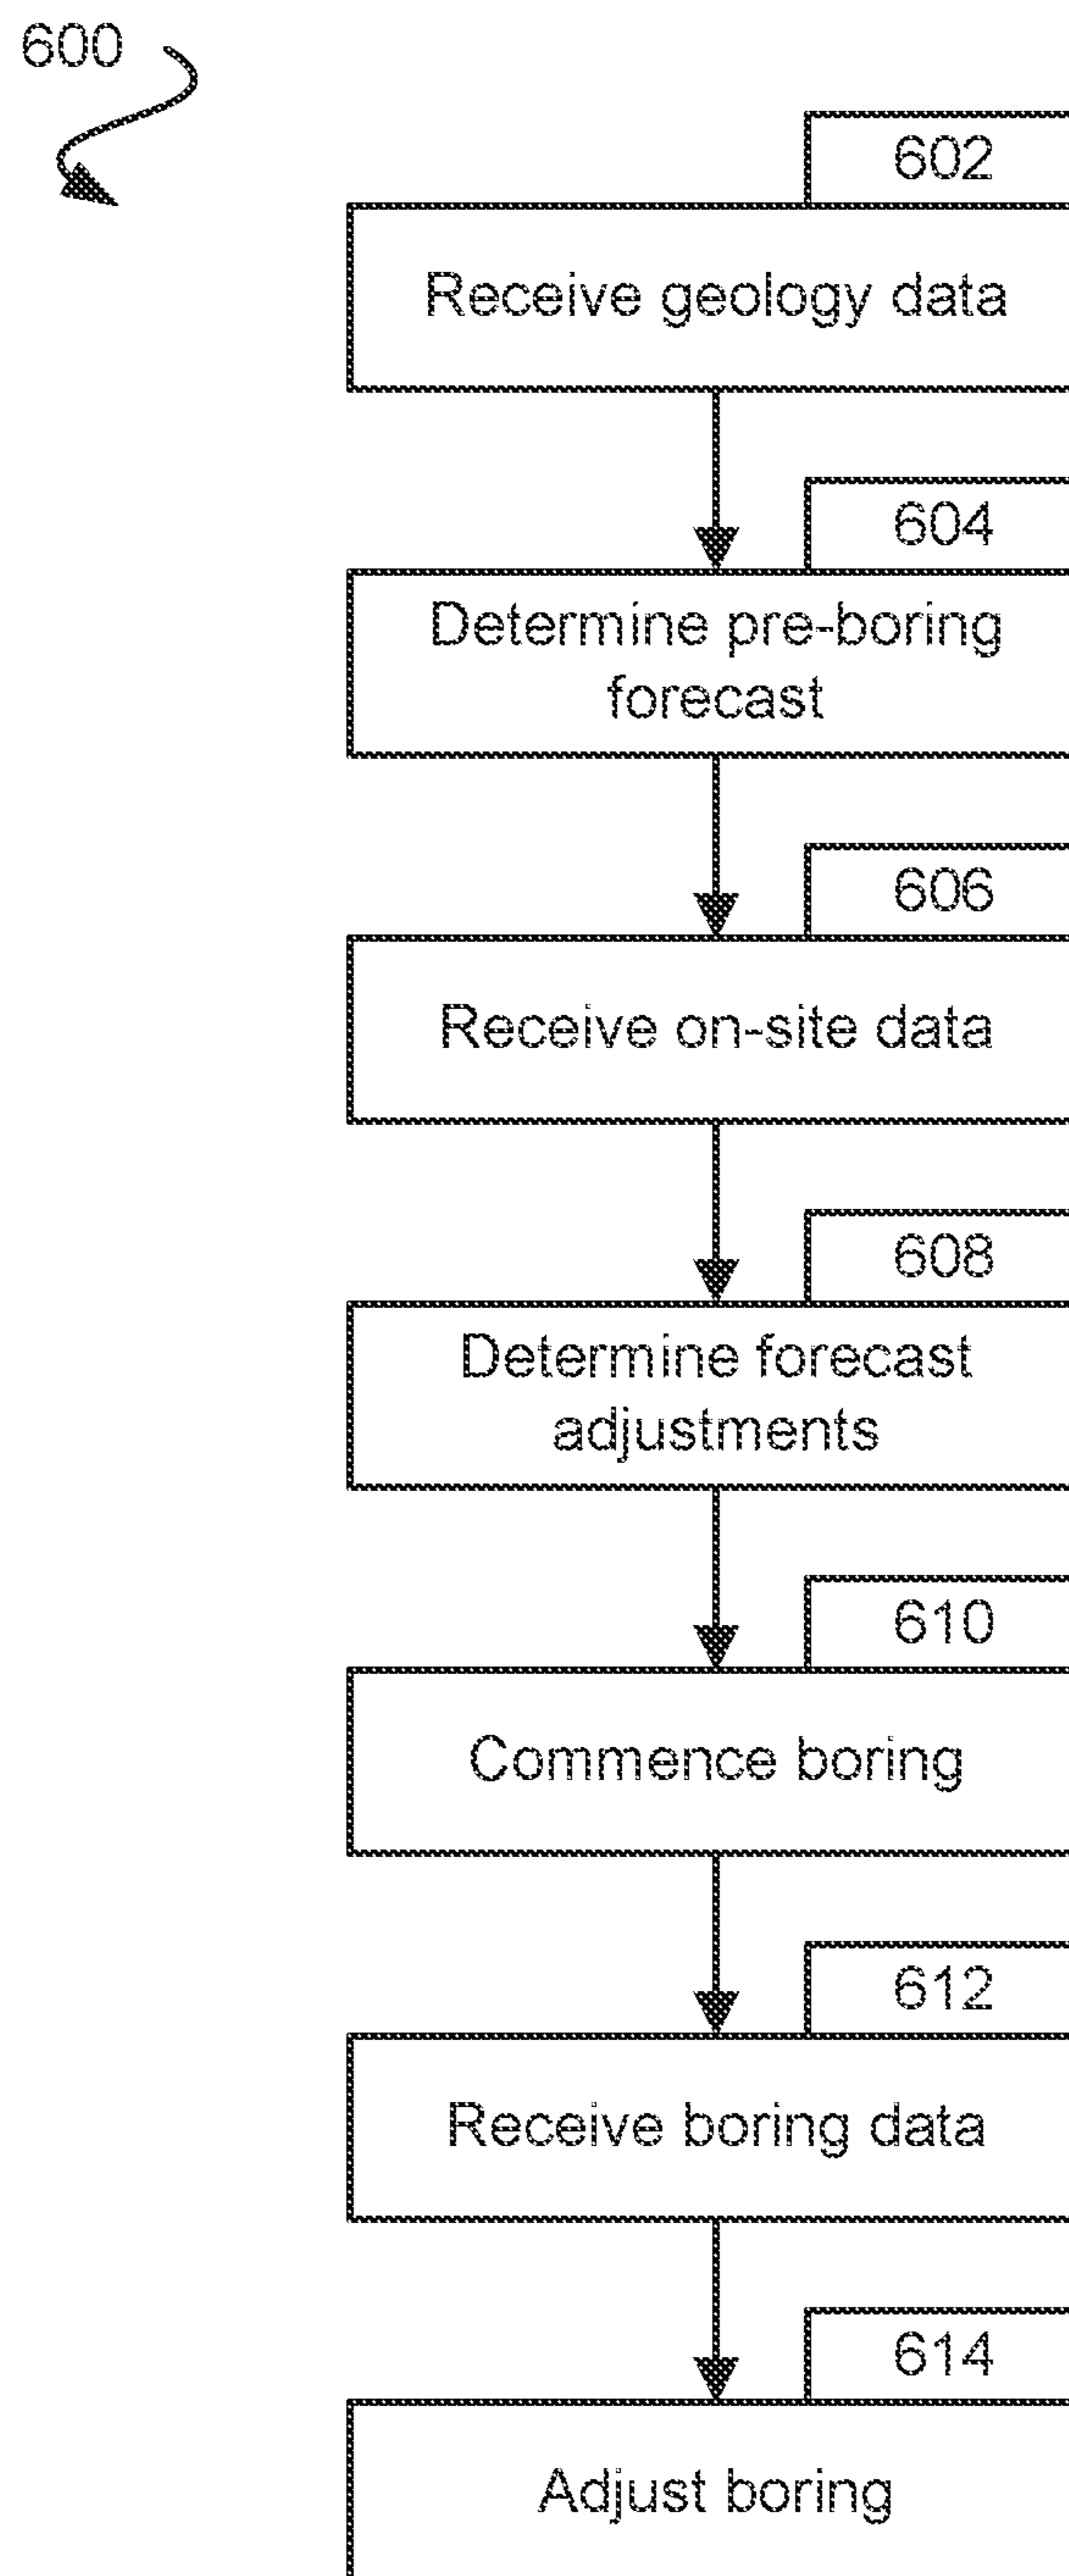 600
602
Receive geology data
604
Determine pre-boring
forecast
606
Receive on-site data
608
Determine forecast
adjustments
610
Commence boring
612
Receive boring data
614
Adjust boring